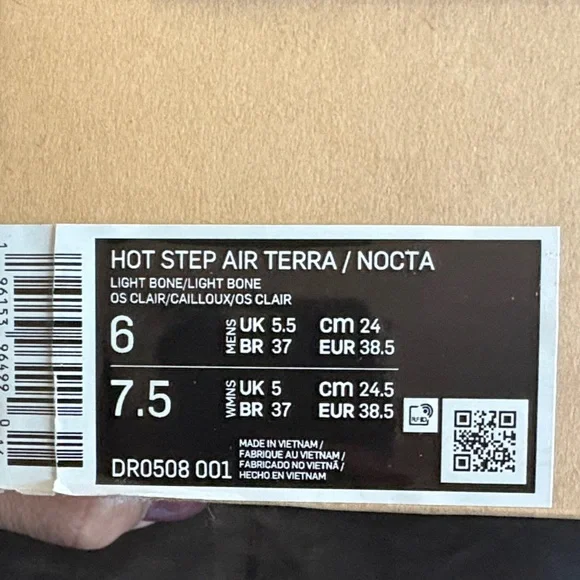 HOT STEP AIR TERRA / NOCTA
LIGHT BONE/LIGHT BONE
OS CLAIR/CAILLOUX/OS CLAIR
6 MENS UK 5.5 CM 24
BR 37 EUR 38.5
7.5 WMNS UK 5 CM 24.5
BR 37 EUR 38.5
MADE IN VIETNAM /
FABRIQUE AU VIETNAM /
FABRICADO NO VIETNÃ /
DR0508 001 HECHO EN VIETNAM